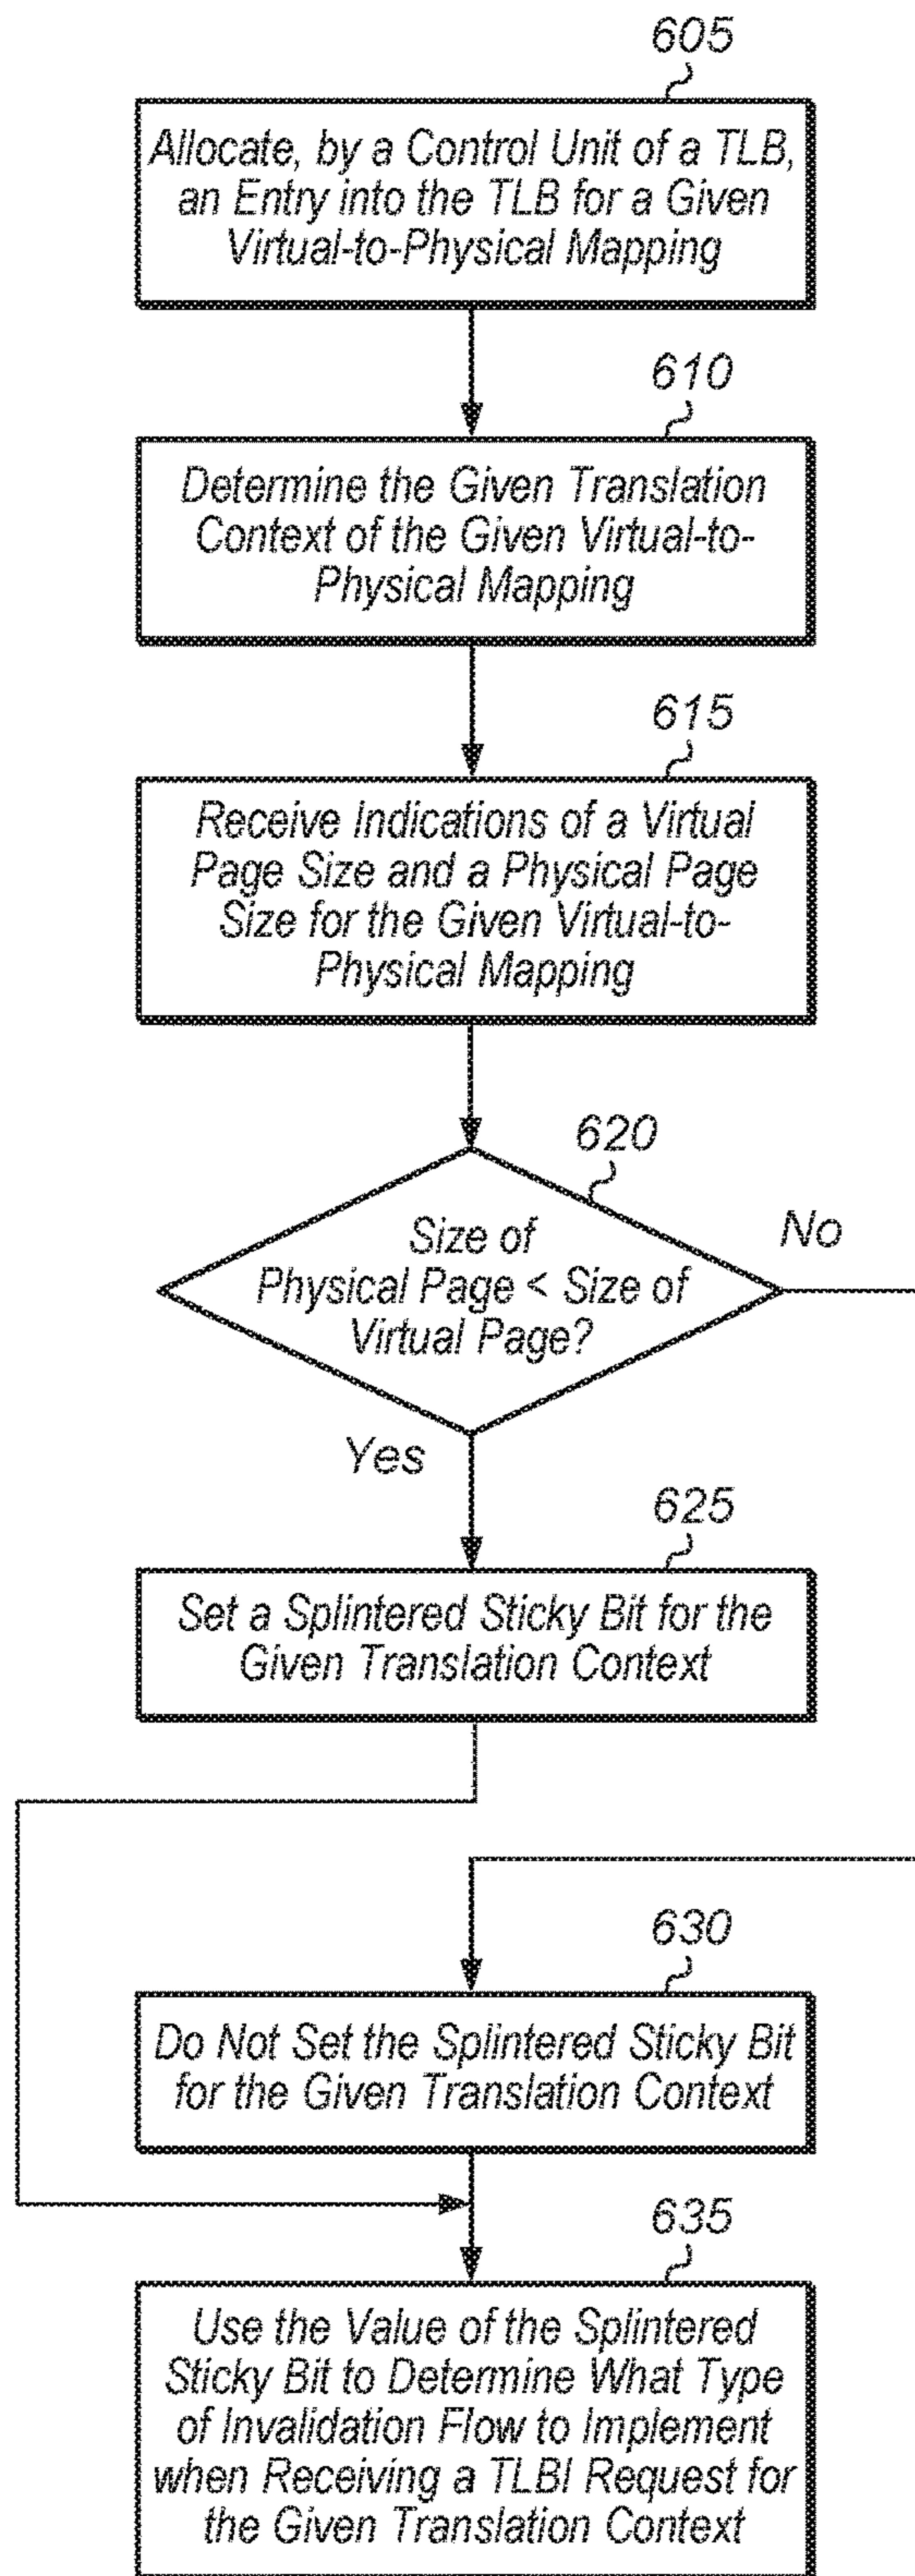 605
Allocate, by a Control Unit of a TLB,
an Entry into the TLB for a Given
Virtual-to-Physical Mapping
610
Determine the Given Translation
Context of the Given Virtual-to-
Physical Mapping
615
Receive Indications of a Virtual
Page Size and a Physical Page
Size for the Given Virtual-to-
Physical Mapping
620
Size of
Physical Page < Size of
Virtual Page?
No
Yes
625
Set a Splintered Sticky Bit for the
Given Translation Context
630
Do Not Set the Splintered Sticky Bit
for the Given Translation Context
635
Use the Value of the Splintered
Sticky Bit to Determine What Type
of Invalidation Flow to Implement
when Receiving a TLBI Request for
the Given Translation Context